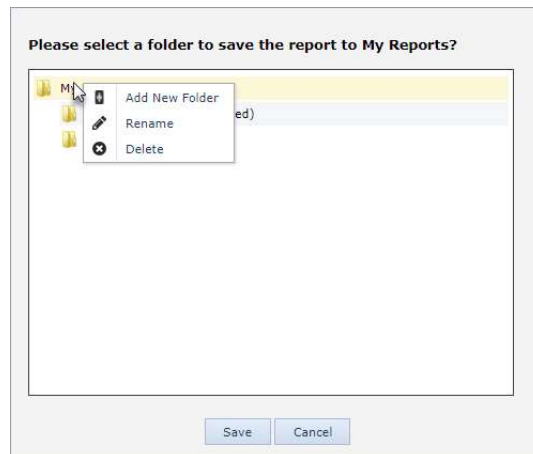 Please select a folder to save the report to My Reports?
My
Add New Folder
ed)
Rename
Delete
Save Cancel